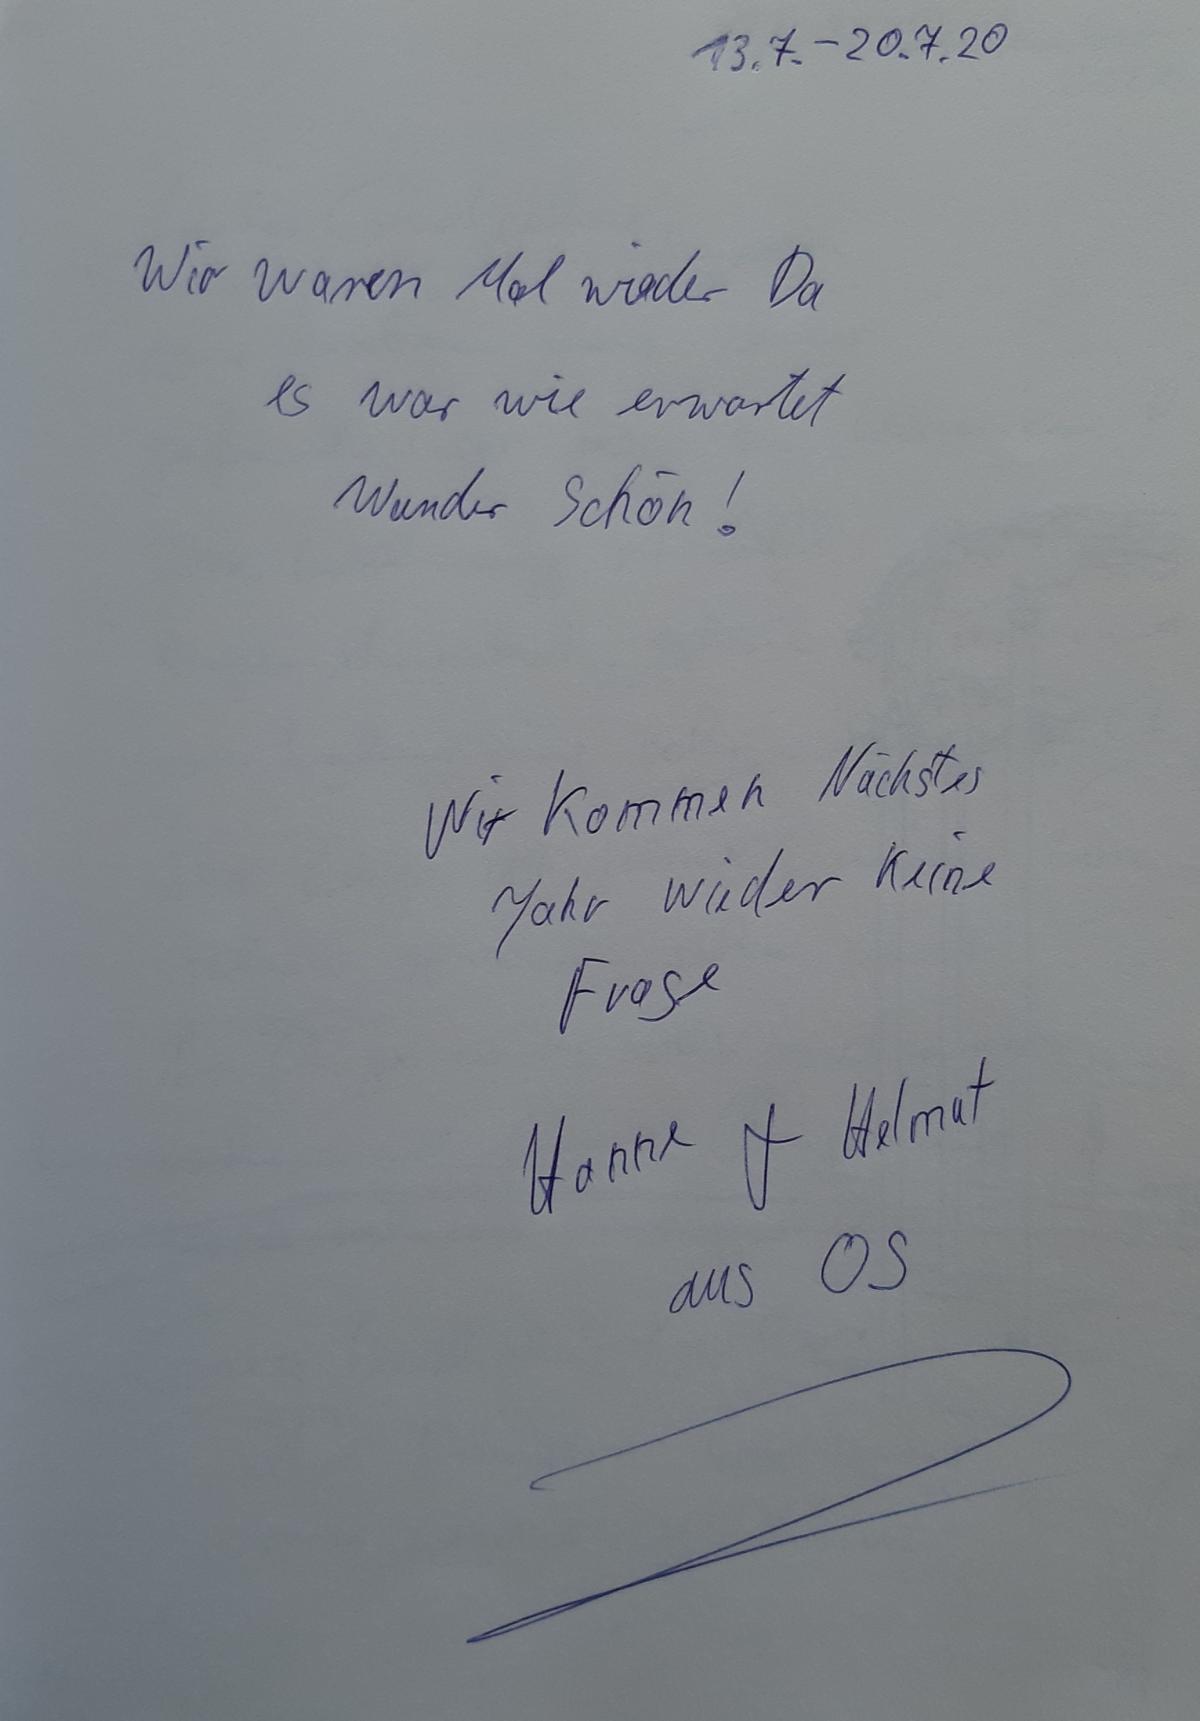 13.7.-20.7.20
Wir waren Mal wieder Da
es war wie erwartet
Wunder Schön!
Wir Kommen Nächstes
Jahr wieder Keine
Frage
Hanne & Helmut
aus OS